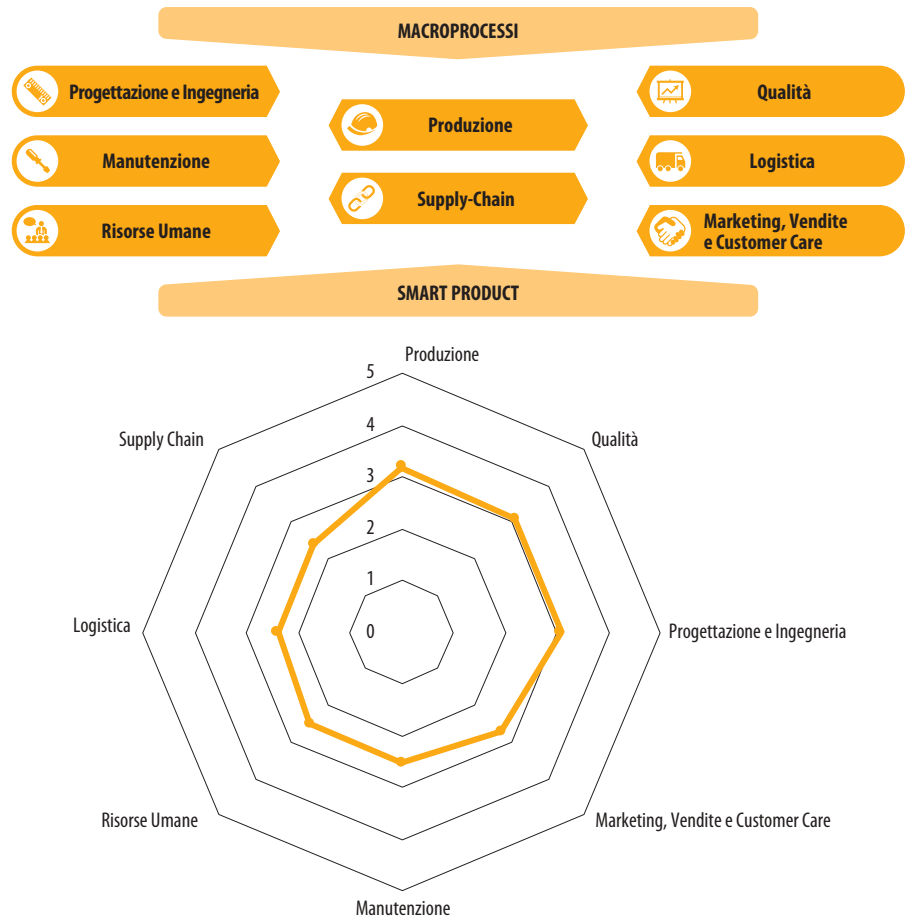 MACROPROCESSI
Progettazione e Ingegneria
Manutenzione
Risorse Umane
Produzione
Supply-Chain
Qualità
Logistica
Marketing, Vendite
e Customer Care
SMART PRODUCT
Produzione
5
4
3
2
1
0
Supply Chain
Qualità
Logistica
Progettazione e Ingegneria
Risorse Umane
Marketing, Vendite e Customer Care
Manutenzione